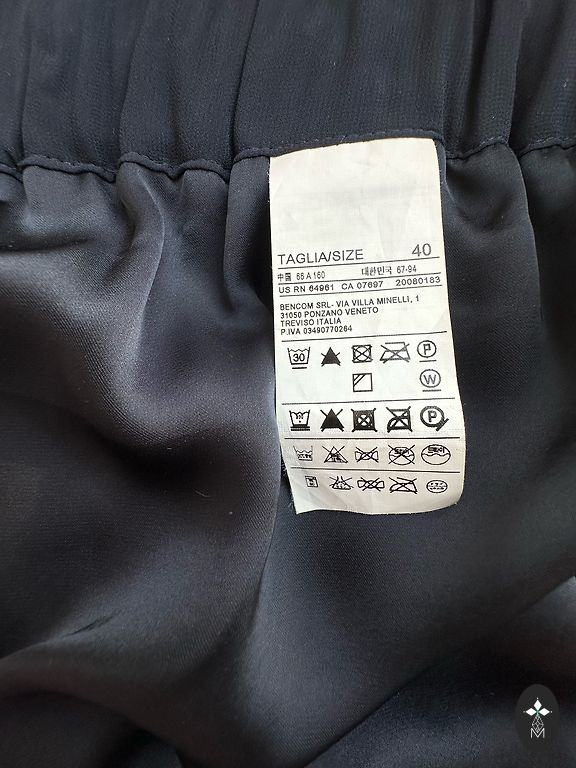 TAGLIA/SIZE 40
中国 66 A 160 대한민국 67-94
US RN 64961 CA 07697 20080183
BENCOM SRL- VIA VILLA MINELLI, 1
31050 PONZANO VENETO
TREVISO ITALIA
P.IVA 03490770264
30 P
W
P
M